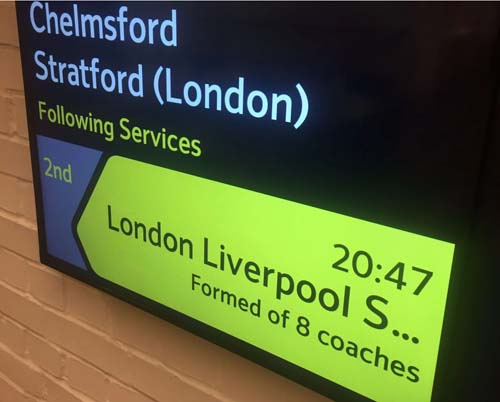 Chelmsford
Stratford (London)
Following Services
2nd
20:47
London Liverpool S...
Formed of 8 coaches